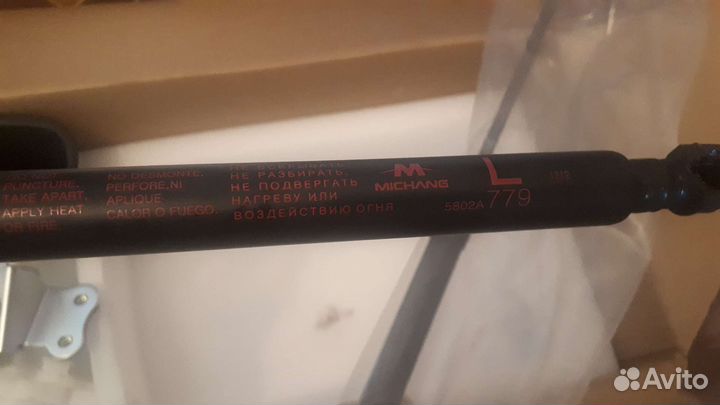 PUNCTURE,
TAKE APART,
APPLY HEAT
OR FIRE.
NO DESMONTE,
PERFORE,NI
APLIQUE
CALOR O FUEGO.
НЕ РАЗБИРАТЬ,
НЕ ПОДВЕРГАТЬ
НАГРЕВУ ИЛИ
ВОЗДЕЙСТВИЮ ОГНЯ
M
MICHANG
L
5802A 779
Avito